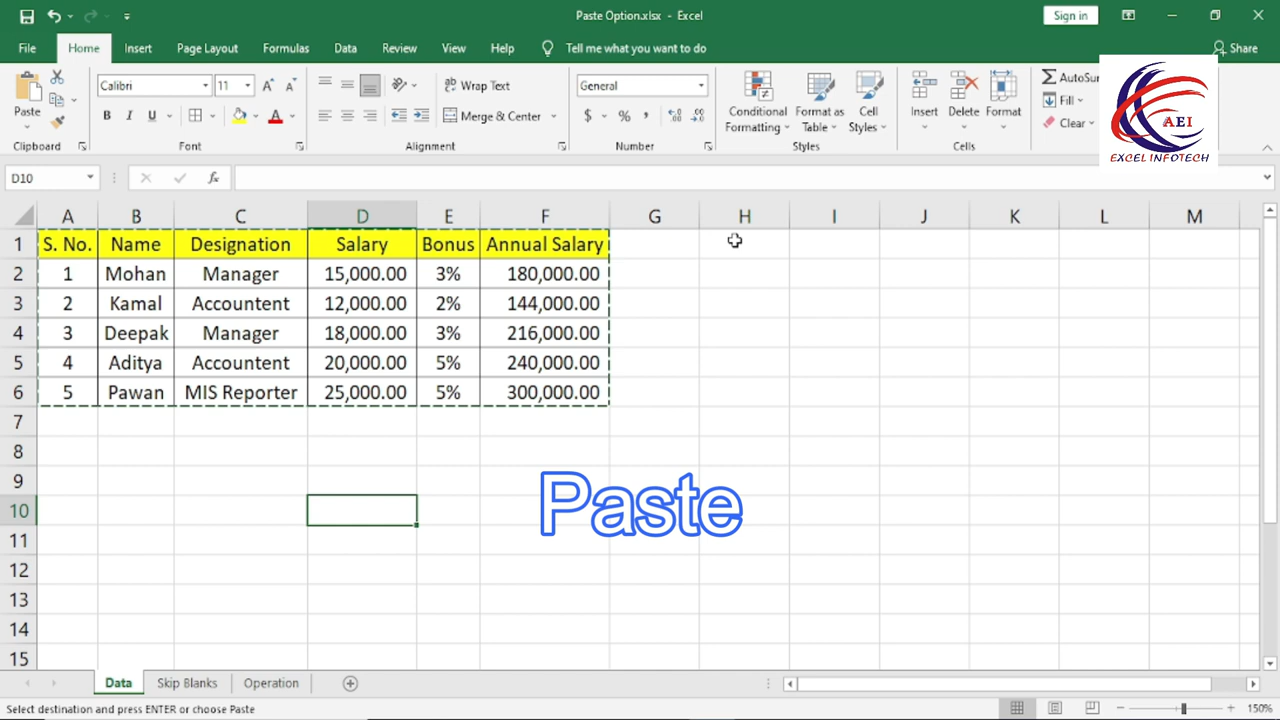 Paste Option.xlsx - Excel
Sign in
File Home Insert Page Layout Formulas Data Review View Help Tell me what you want to do Share
Paste
Calibri 11
B I U
Wrap Text
Merge & Center
General
$ % ,
Conditional Formatting
Format as Table
Cell Styles
Insert
Delete
Format
AutoSu
Fill
Clear
AEI
EXCEL INFOTECH
Clipboard Font Alignment Number Styles Cells
D10 fx
A B C D E F G H I J K L M
1 S. No. Name Designation Salary Bonus Annual Salary
2 1 Mohan Manager 15,000.00 3% 180,000.00
3 2 Kamal Accountent 12,000.00 2% 144,000.00
4 3 Deepak Manager 18,000.00 3% 216,000.00
5 4 Aditya Accountent 20,000.00 5% 240,000.00
6 5 Pawan MIS Reporter 25,000.00 5% 300,000.00
7
8
9
10
Paste
11
12
13
14
15
Data Skip Blanks Operation
Select destination and press ENTER or choose Paste
150%